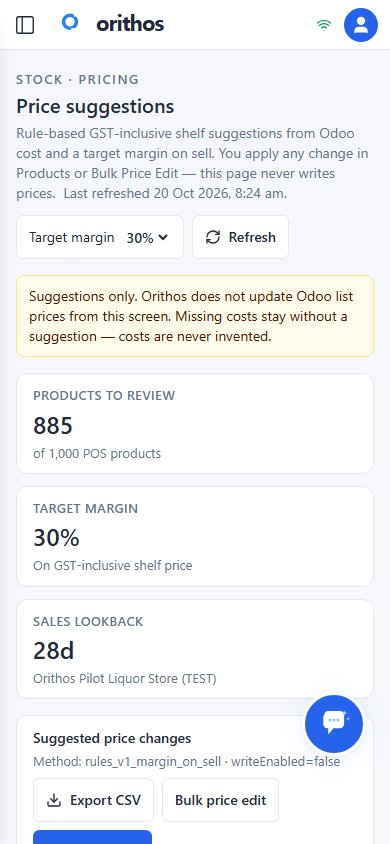 orithos
STOCK · PRICING
Price suggestions
Rule-based GST-inclusive shelf suggestions from Odoo
cost and a target margin on sell. You apply any change in
Products or Bulk Price Edit — this page never writes
prices. Last refreshed 20 Oct 2026, 8:24 am.
Target margin 30% Refresh
Suggestions only. Orithos does not update Odoo list
prices from this screen. Missing costs stay without a
suggestion — costs are never invented.
PRODUCTS TO REVIEW
885
of 1,000 POS products
TARGET MARGIN
30%
On GST-inclusive shelf price
SALES LOOKBACK
28d
Orithos Pilot Liquor Store (TEST)
Suggested price changes
Method: rules_v1_margin_on_sell · writeEnabled=false
Export CSV Bulk price edit